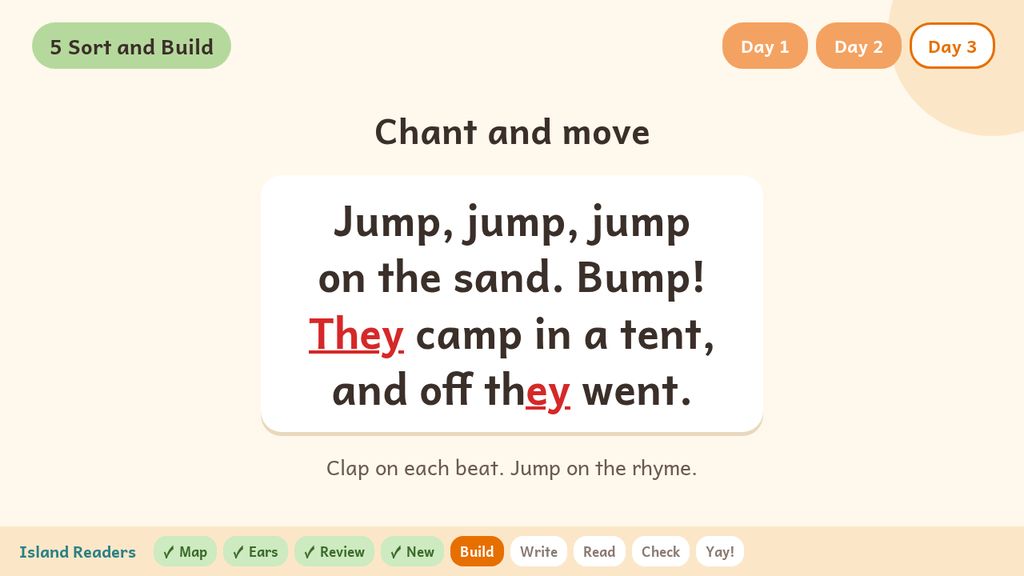 5 Sort and Build
Day 1
Day 2
Day 3
Chant and move
Jump, jump, jump
on the sand. Bump!
They camp in a tent,
and off they went.
Clap on each beat. Jump on the rhyme.
Island Readers
✓ Map
✓ Ears
✓ Review
✓ New
Build
Write
Read
Check
Yay!